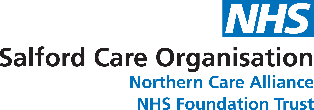 NHS
Salford Care Organisation
Northern Care Alliance
NHS Foundation Trust